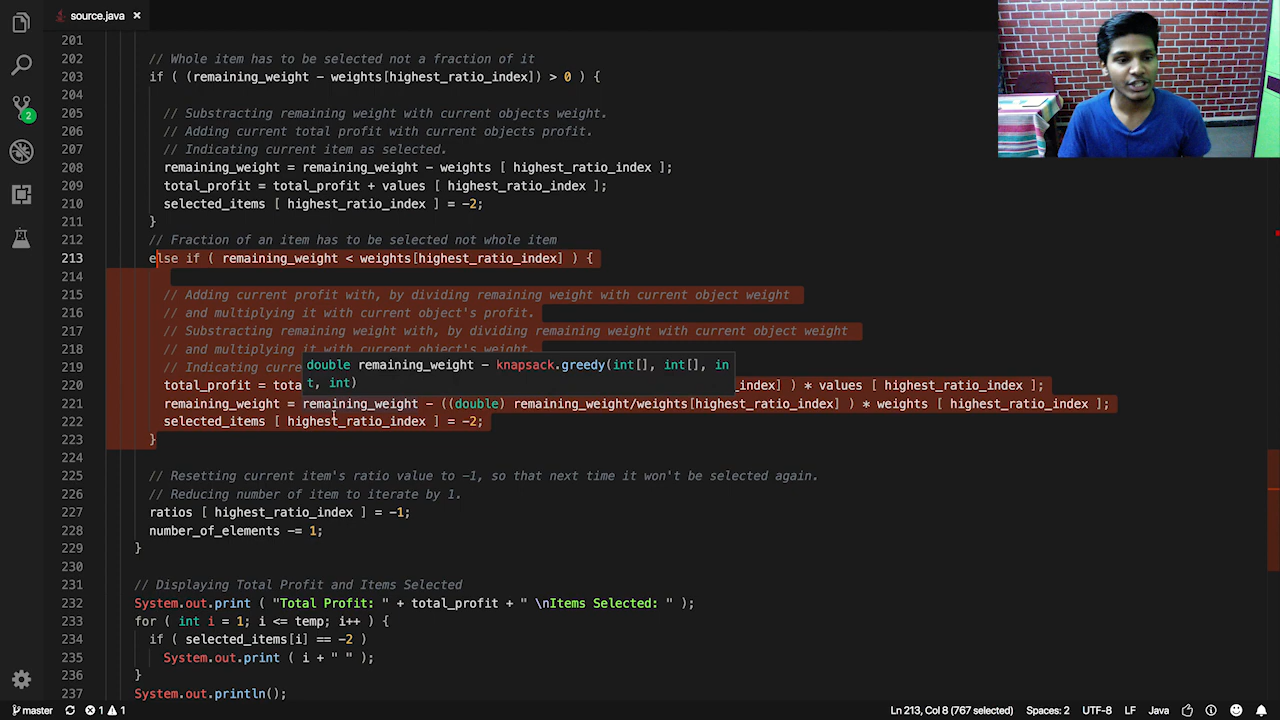 source.java
201
202 // Whole item has to be selected not a fraction of it
203 if ( (remaining_weight - weights[highest_ratio_index]) > 0 ) {
204
205 // Substracting remaining weight with current object's weight.
206 // Adding current total profit with current objects profit.
207 // Indicating current item as selected.
208 remaining_weight = remaining_weight - weights [ highest_ratio_index ];
209 total_profit = total_profit + values [ highest_ratio_index ];
210 selected_items [ highest_ratio_index ] = -2;
211 }
212 // Fraction of an item has to be selected not whole item
213 else if ( remaining_weight < weights[highest_ratio_index] ) {
214
215 // Adding current profit with, by dividing remaining weight with current object weight
216 // and multiplying it with current object's profit.
217 // Substracting remaining weight with, by dividing remaining weight with current object weight
218 // and multiplying it with current object's weight.
double remaining_weight - knapsack.greedy(int[], int[], in
t, int)
219 // Indicating curr
220 total_profit = tota _index] ) * values [ highest_ratio_index ];
221 remaining_weight = remaining_weight - ((double) remaining_weight/weights[highest_ratio_index] ) * weights [ highest_ratio_index ];
222 selected_items [ highest_ratio_index ] = -2;
223 }
224
225 // Resetting current item's ratio value to -1, so that next time it won't be selected again.
226 // Reducing number of item to iterate by 1.
227 ratios [ highest_ratio_index ] = -1;
228 number_of_elements -= 1;
229 }
230
231 // Displaying Total Profit and Items Selected
232 System.out.print ( "Total Profit: " + total_profit + " \nItems Selected: " );
233 for ( int i = 1; i <= temp; i++ ) {
234 if ( selected_items[i] == -2 )
235 System.out.print ( i + " " );
236 }
237 System.out.println();
2
master 1 1 Ln 213, Col 8 (767 selected) Spaces: 2 UTF-8 LF Java